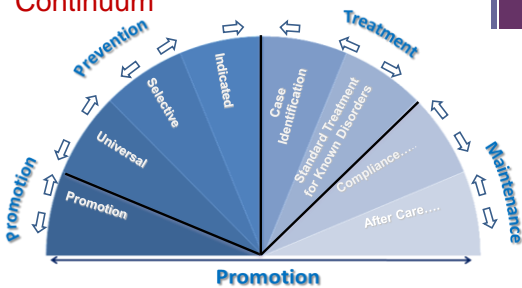 Continuum
Prevention
Treatment
Promotion
Maintenance
Promotion
Universal
Selective
Indicated
Case
Identification
Standard Treatment
for Known Disorders
Compliance.....
After Care....
Promotion